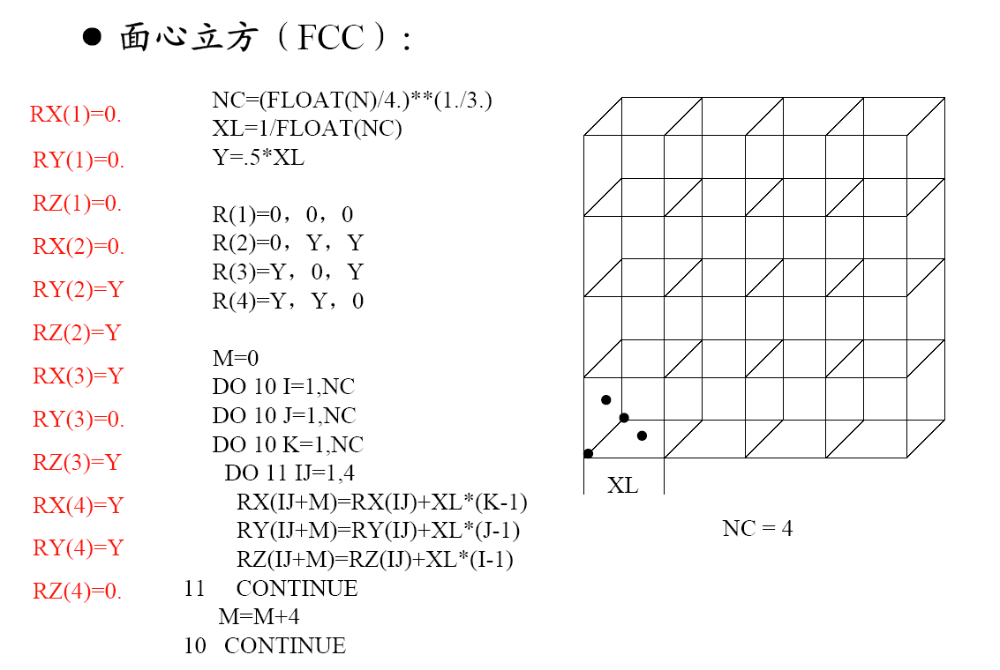 ● 面心立方（FCC）:
RX(1)=0.
RY(1)=0.
RZ(1)=0.
RX(2)=0.
RY(2)=Y
RZ(2)=Y
RX(3)=Y
RY(3)=0.
RZ(3)=Y
RX(4)=Y
RY(4)=Y
RZ(4)=0.
NC=(FLOAT(N)/4.)**(1./3.)
XL=1/FLOAT(NC)
Y=.5*XL
R(1)=0，0，0
R(2)=0，Y，Y
R(3)=Y，0，Y
R(4)=Y，Y，0
M=0
DO 10 I=1,NC
DO 10 J=1,NC
DO 10 K=1,NC
DO 11 IJ=1,4
RX(IJ+M)=RX(IJ)+XL*(K-1)
RY(IJ+M)=RY(IJ)+XL*(J-1)
RZ(IJ+M)=RZ(IJ)+XL*(I-1)
11 CONTINUE
M=M+4
10 CONTINUE
XL
NC = 4